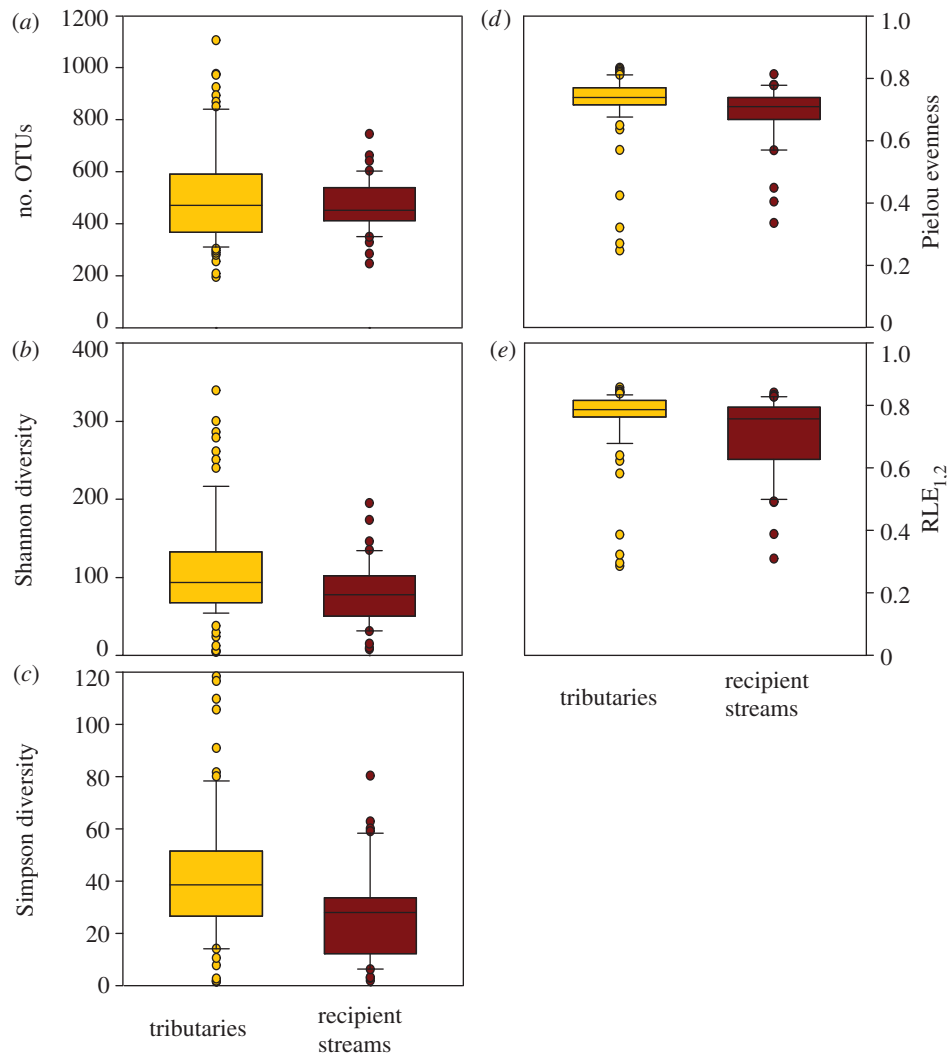 (a)
1200
1000
800
600
400
200
0
no. OTUs
(b)
400
300
200
100
0
Shannon diversity
(c)
120
100
80
60
40
20
0
Simpson diversity
tributaries
recipient
streams
(d)
1.0
0.8
0.6
0.4
0.2
0
Pielou evenness
(e)
1.0
0.8
0.6
0.4
0.2
0
RLE1.2
tributaries
recipient
streams